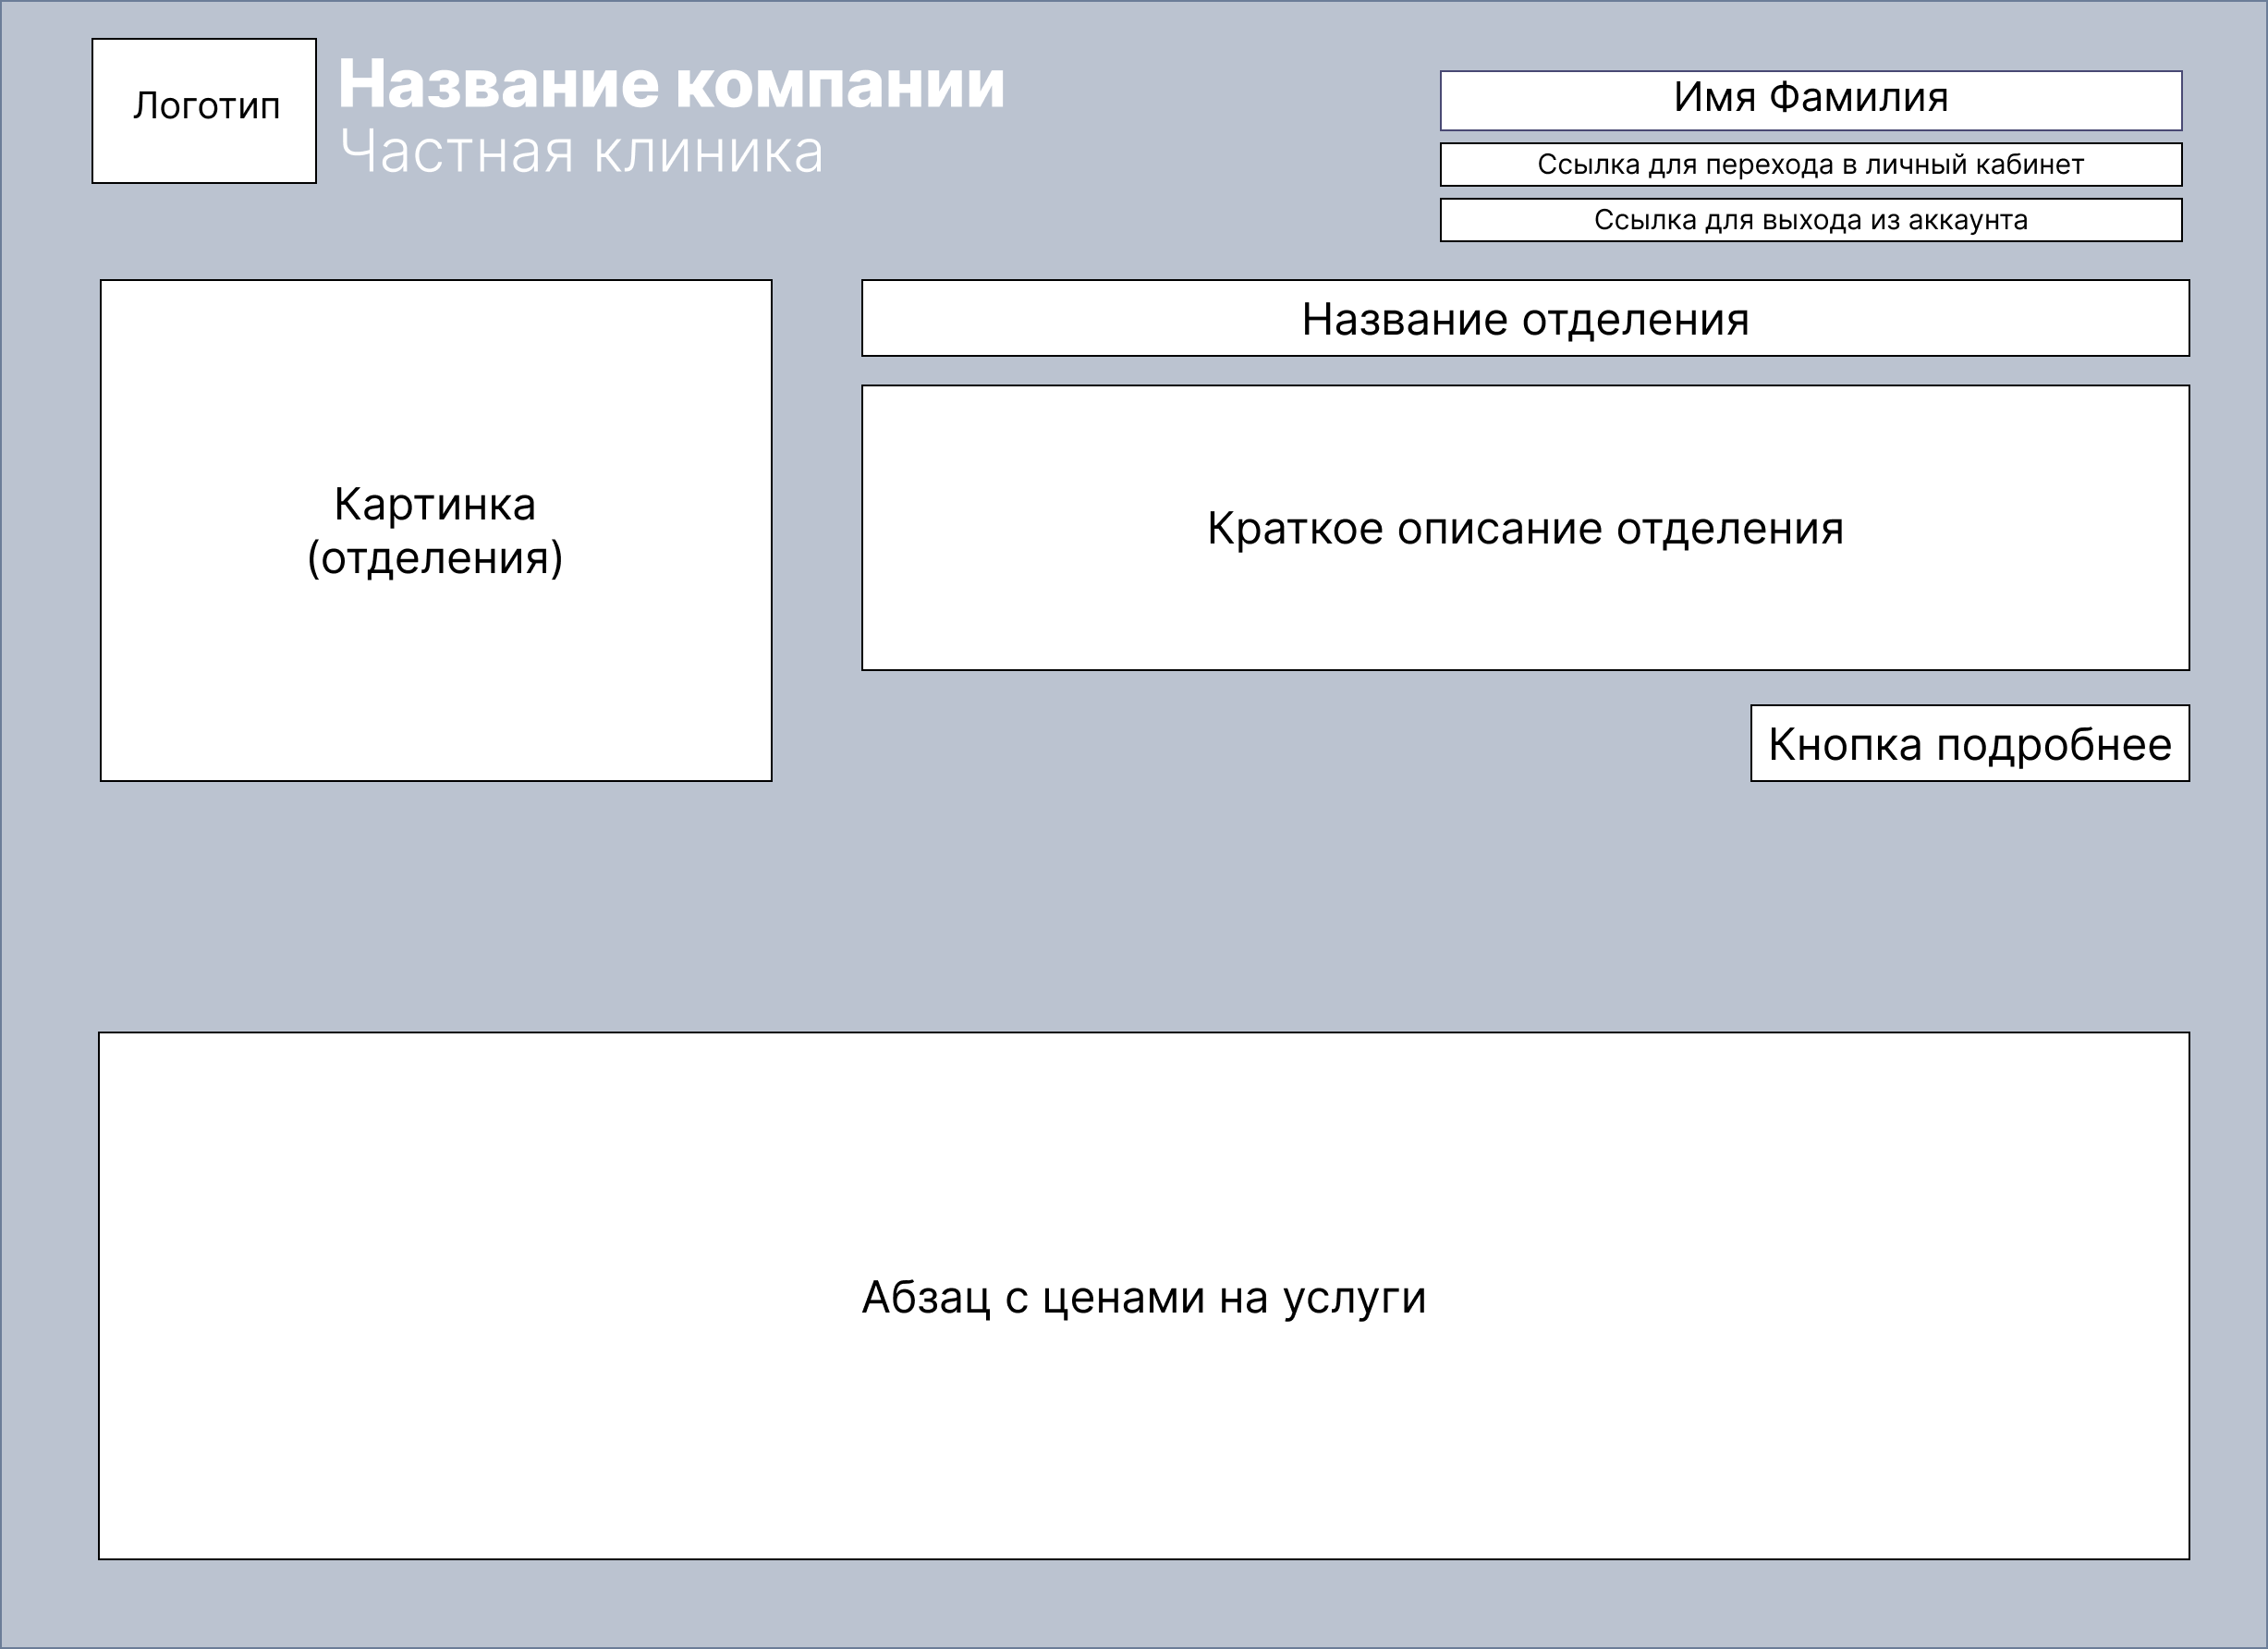 Логотип
Название компании
Частная клиника
Имя Фамилия
Ссылка для перехода в личный кабинет
Ссылка для выхода из аккаунта
Картинка
(отделения)
Название отделения
Краткое описание отделения
Кнопка подробнее
Абзац с ценами на услуги